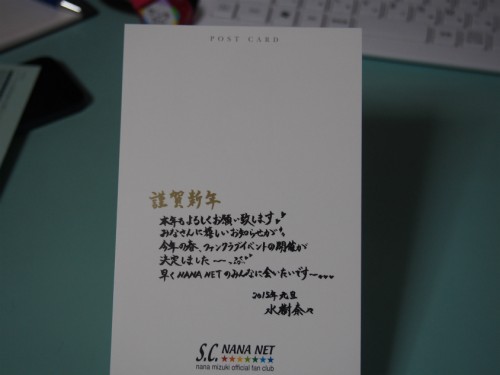 POST CARD
謹賀新年
本年もよろしくお願い致します♪
みなさんに嬉しいお知らせが♪
今年の春、ファンクラブイベントの開催が
決定しました〜〜っ♪
早くNANA NETのみんなに会いたいです〜♥♥♥
2015年元旦
水樹奈々
S.C. NANA NET
★★★★★★★
nana mizuki official fan club